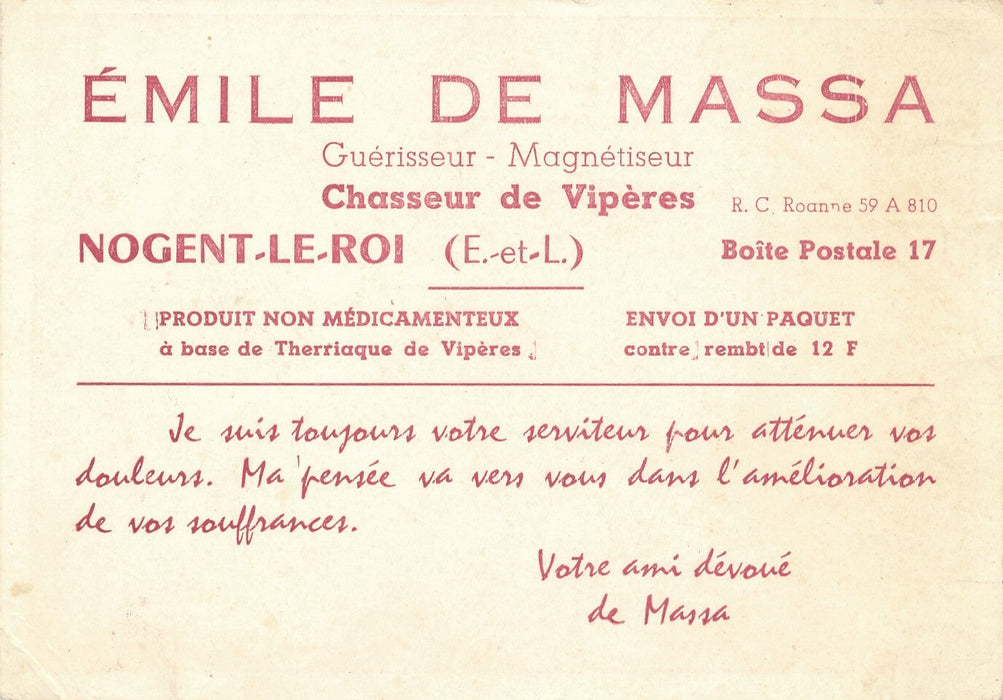 ÉMILE DE MASSA
Guérisseur - Magnétiseur
Chasseur de Vipères
R. C. Roanne 59 A 810
NOGENT-LE-ROI (E.-et-L.)
Boîte Postale 17
PRODUIT NON MÉDICAMENTEUX
à base de Therriaque de Vipères
ENVOI D'UN PAQUET
contre rembt de 12 F
Je suis toujours votre serviteur pour atténuer vos
douleurs. Ma pensée va vers vous dans l'amélioration
de vos souffrances.
Votre ami dévoué
de Massa